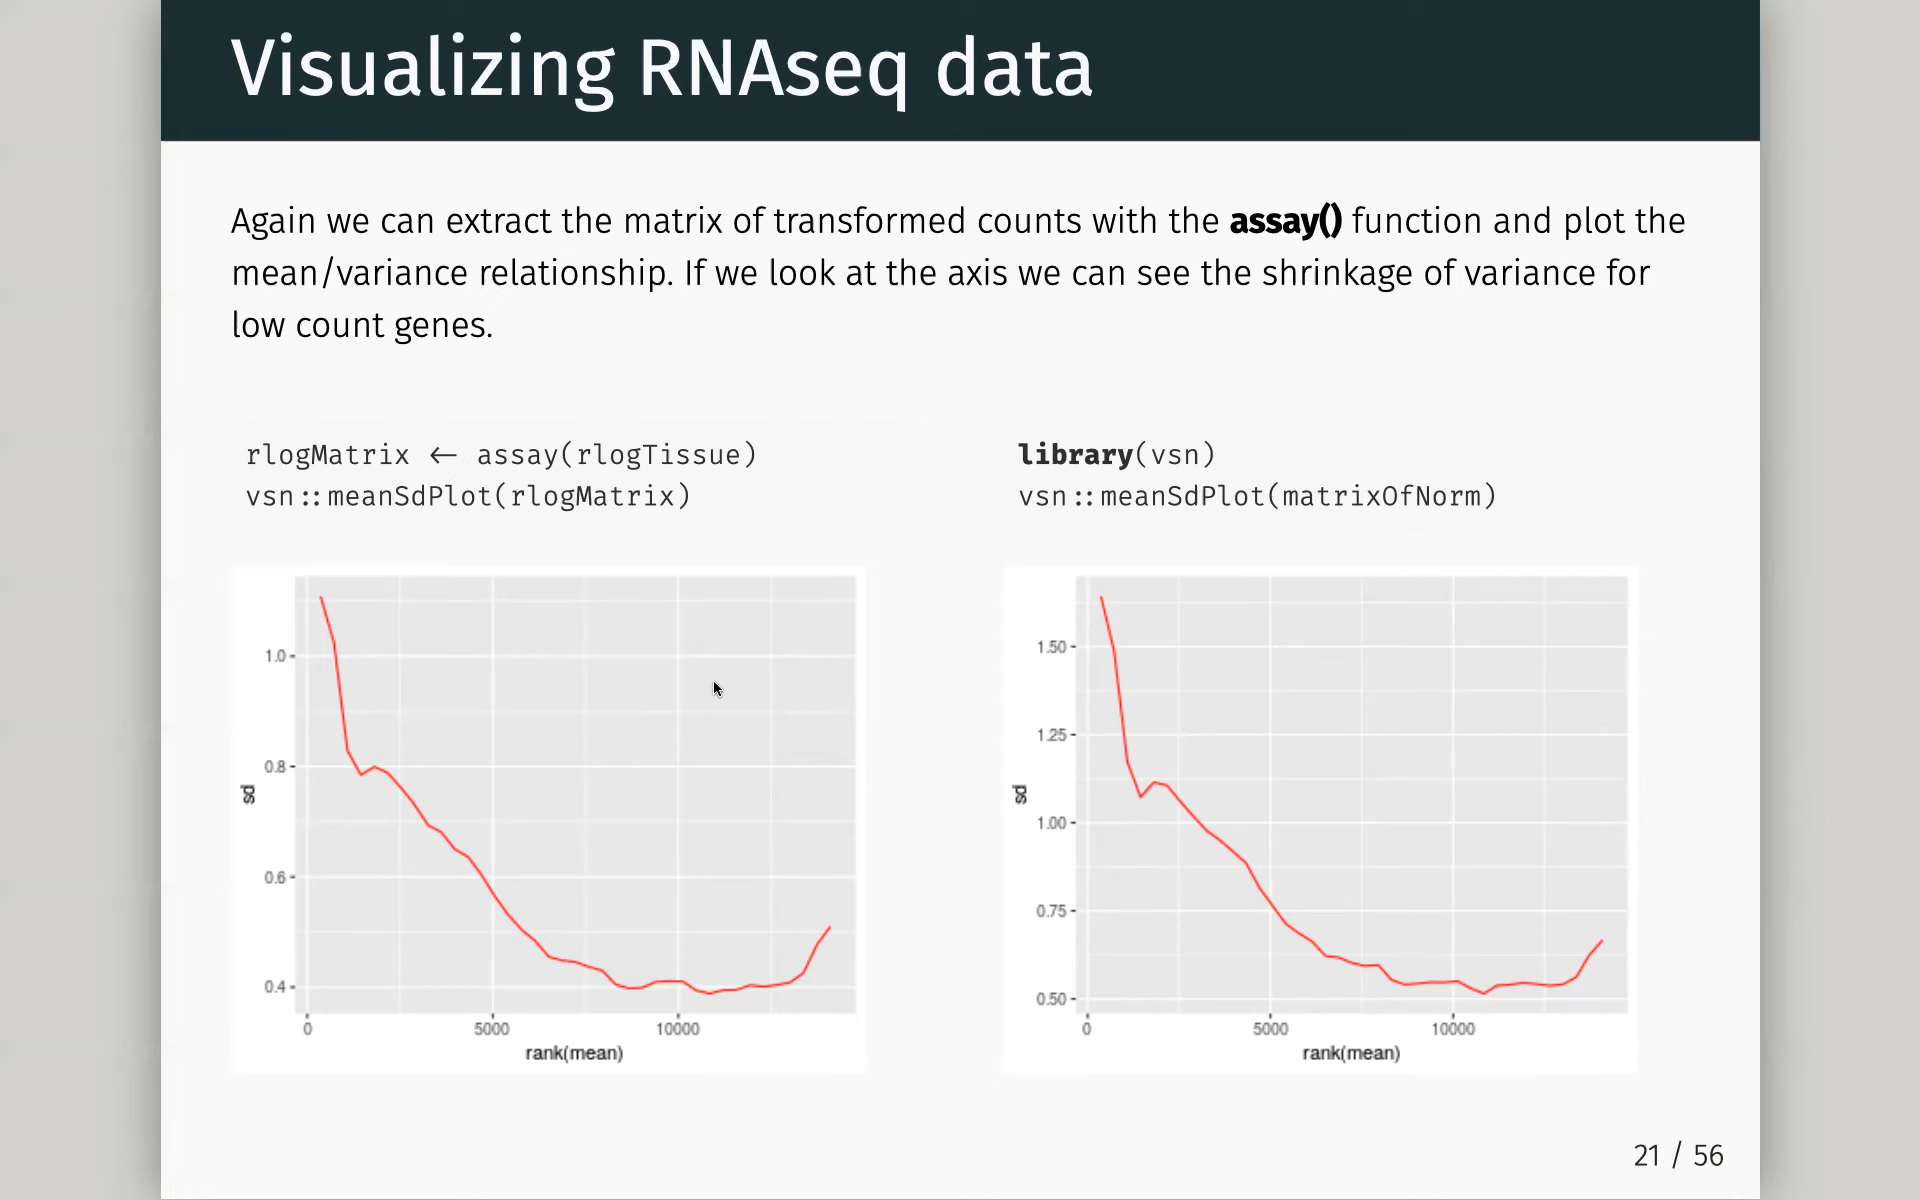 Visualizing RNAseq data
Again we can extract the matrix of transformed counts with the assay() function and plot the
mean/variance relationship. If we look at the axis we can see the shrinkage of variance for
low count genes.
rlogMatrix ← assay(rlogTissue)
vsn::meanSdPlot(rlogMatrix)
library(vsn)
vsn::meanSdPlot(matrixOfNorm)
1.0
0.8
0.6
0.4
sd
0 5000 10000
rank(mean)
1.50
1.25
1.00
0.75
0.50
sd
0 5000 10000
rank(mean)
21 / 56